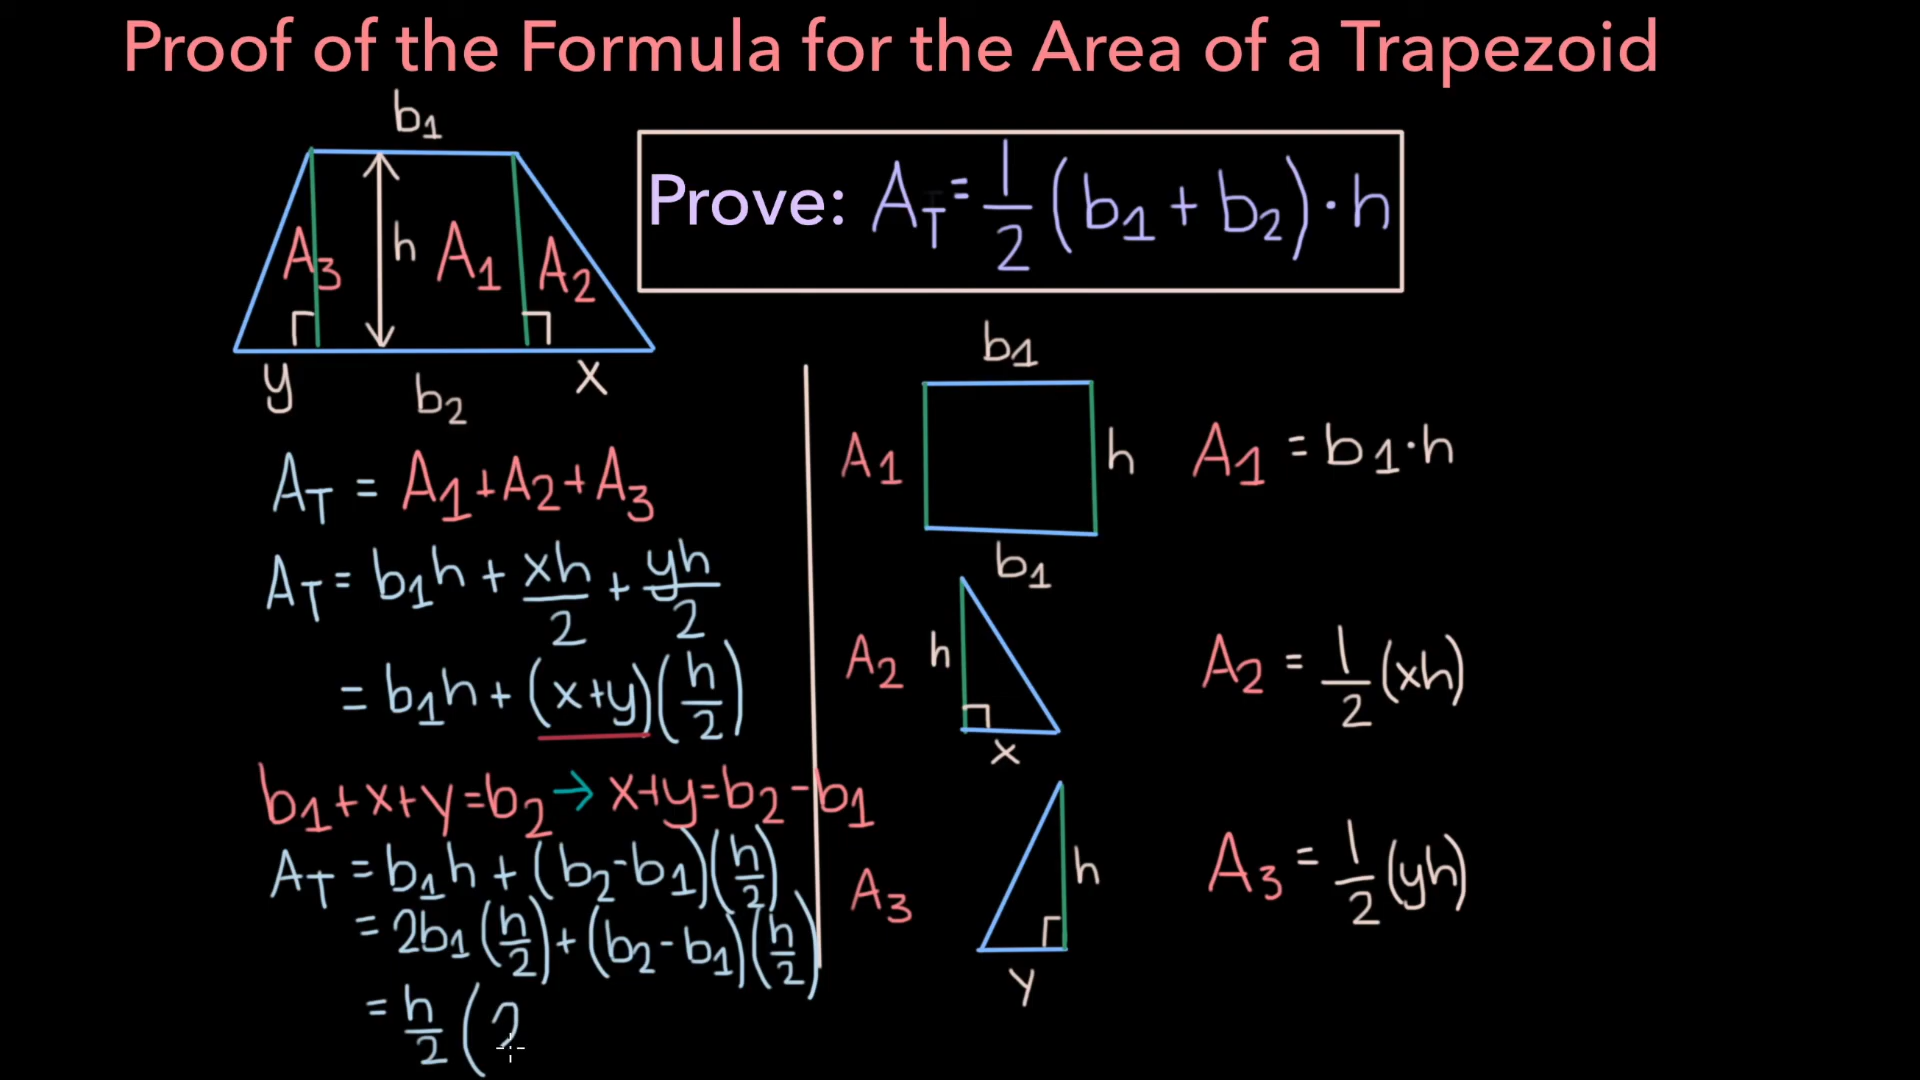 Proof of the Formula for the Area of a Trapezoid
b₁
Prove: A_T = 1/2 (b₁ + b₂) · h
A₃ h A₁ A₂
y b₂ x
A_T = A₁ + A₂ + A₃
A_T = b₁h + xh/2 + yh/2
= b₁h + (x+y)(h/2)
b₁ + x + y = b₂ → x + y = b₂ - b₁
A_T = b₁h + (b₂ - b₁)(h/2)
= 2b₁(h/2) + (b₂ - b₁)(h/2)
= h/2 (2
b₁
A₁ h A₁ = b₁ · h
b₁
A₂ h A₂ = 1/2 (xh)
x
A₃ h A₃ = 1/2 (yh)
y